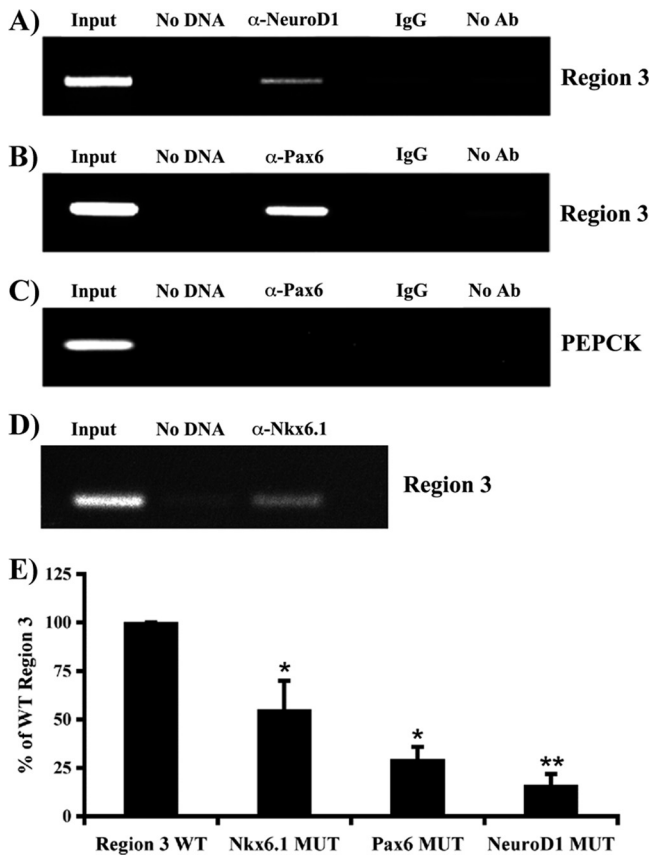 A) Input No DNA α-NeuroD1 IgG No Ab
Region 3
B) Input No DNA α-Pax6 IgG No Ab
Region 3
C) Input No DNA α-Pax6 IgG No Ab
PEPCK
D) Input No DNA α-Nkx6.1
Region 3
E)
% of WT Region 3
125
100
75
50
25
0
*
*
**
Region 3 WT Nkx6.1 MUT Pax6 MUT NeuroD1 MUT